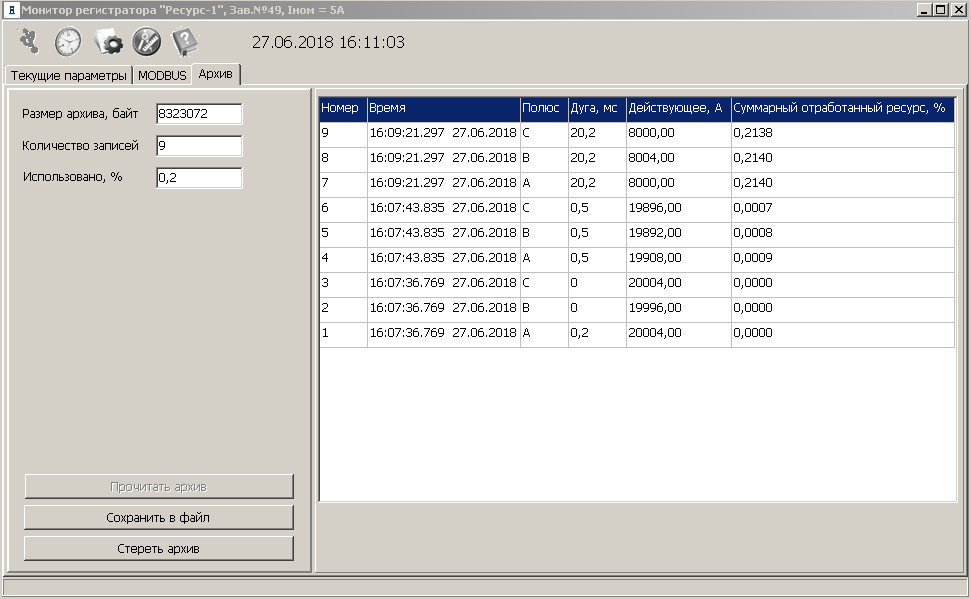 Монитор регистратора "Ресурс-1", Зав.№49, Iном = 5А
27.06.2018 16:11:03
Текущие параметры MODBUS Архив
Размер архива, байт 8323072
Количество записей 9
Использовано, % 0,2
Прочитать архив
Сохранить в файл
Стереть архив
Номер Время Полюс Дуга, мс Действующее, А Суммарный отработанный ресурс, %
9 16:09:21.297 27.06.2018 C 20,2 8000,00 0,2138
8 16:09:21.297 27.06.2018 B 20,2 8004,00 0,2140
7 16:09:21.297 27.06.2018 A 20,2 8000,00 0,2140
6 16:07:43.835 27.06.2018 C 0,5 19896,00 0,0007
5 16:07:43.835 27.06.2018 B 0,5 19892,00 0,0008
4 16:07:43.835 27.06.2018 A 0,5 19908,00 0,0009
3 16:07:36.769 27.06.2018 C 0 20004,00 0,0000
2 16:07:36.769 27.06.2018 B 0 19996,00 0,0000
1 16:07:36.769 27.06.2018 A 0,2 20004,00 0,0000